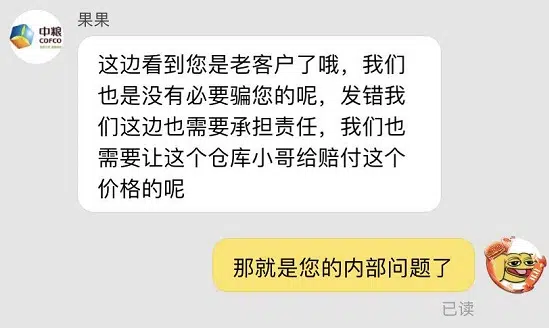 果果
中粮
COFCO
这边看到您是老客户了哦，我们
也是没有必要骗您的呢，发错我
们这边也需要承担责任，我们也
需要让这个仓库小哥给赔付这个
价格的呢
那就是您的内部问题了
已读